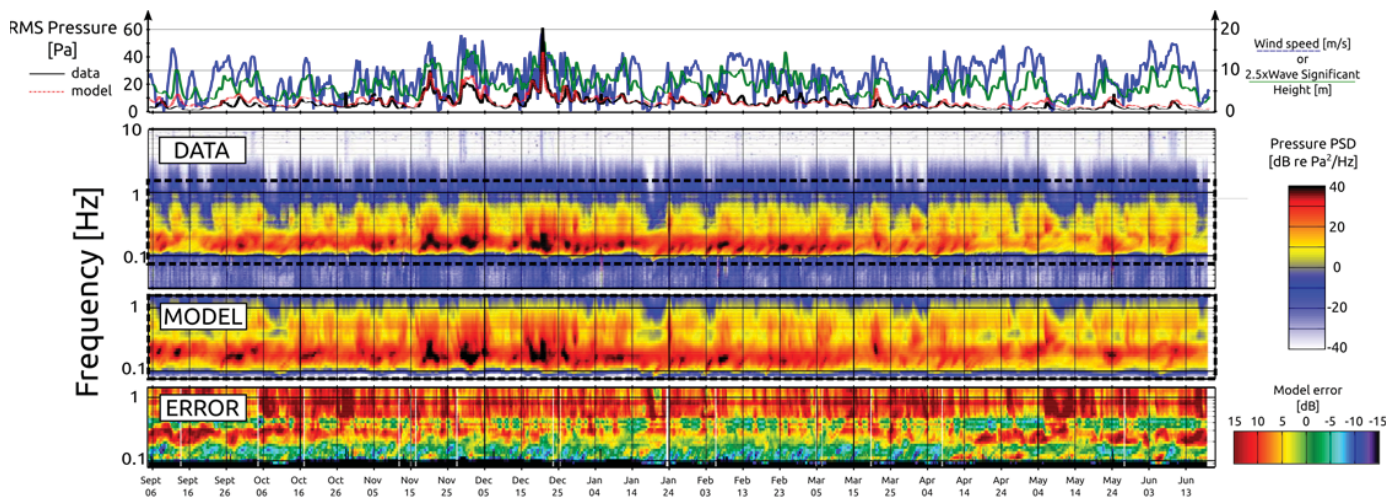 RMS Pressure
[Pa]
data
model
60
40
20
0
20
10
0
Wind speed [m/s]
or
2.5xWave Significant
Height [m]
Frequency [Hz]
10
1
0.1
DATA
1
0.1
MODEL
1
0.1
ERROR
Pressure PSD
[dB re Pa²/Hz]
40
20
0
-20
-40
Model error
[dB]
15 10 5 0 -5 -10 -15
Sept Sept Sept Oct Oct Oct Nov Nov Nov Dec Dec Dec Jan Jan Jan Feb Feb Feb Mar Mar Mar Apr Apr Apr May May May Jun Jun
06 16 26 06 16 26 05 15 25 05 15 25 04 14 24 03 13 23 05 15 25 04 14 24 04 14 24 03 13